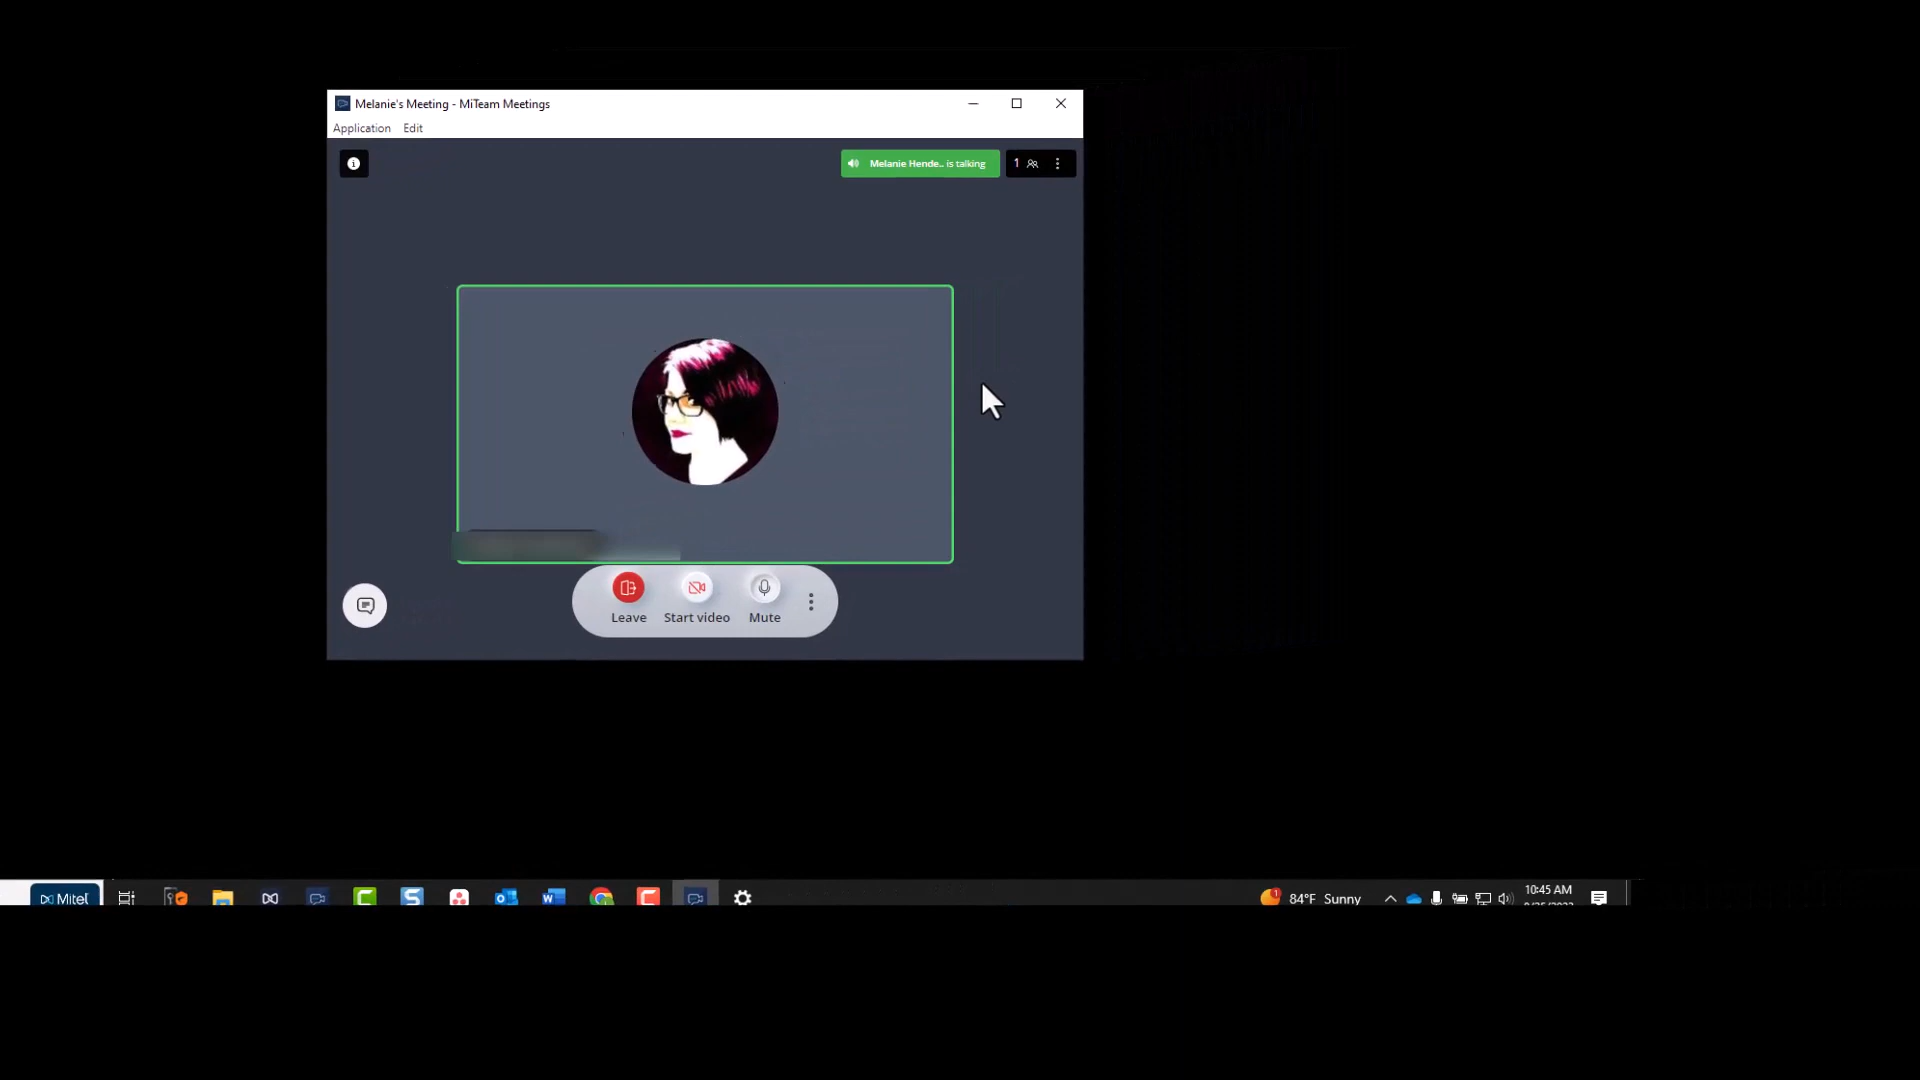 Melanie's Meeting - MiTeam Meetings
Application Edit
Melanie Hende.. is talking
1
Leave Start video Mute
Mitel
84°F Sunny
10:45 AM